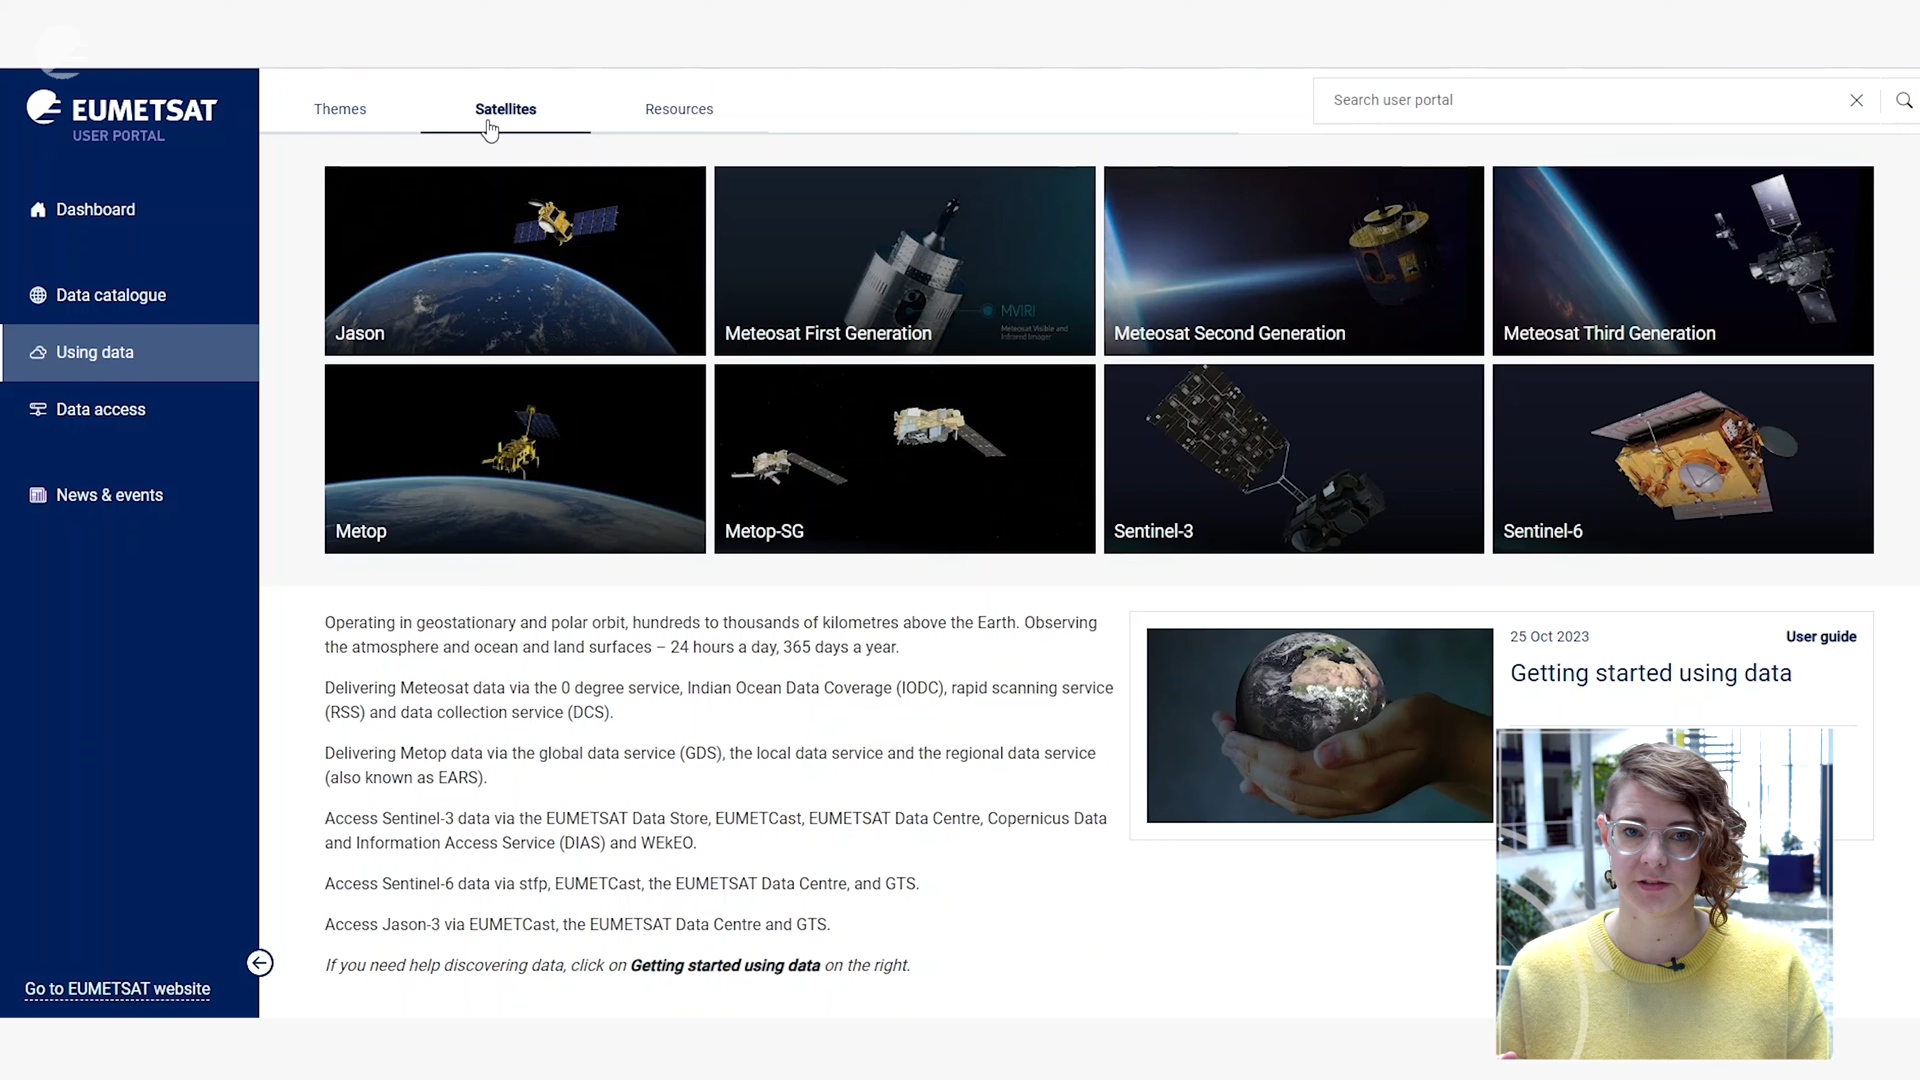 EUMETSAT
USER PORTAL
Dashboard
Data catalogue
Using data
Data access
News & events
Go to EUMETSAT website
Themes
Satellites
Resources
Search user portal
Jason
MVIRI
Meteosat Visible and
Infrared Imager
Meteosat First Generation
Meteosat Second Generation
Meteosat Third Generation
Metop
Metop-SG
Sentinel-3
Sentinel-6
Operating in geostationary and polar orbit, hundreds to thousands of kilometres above the Earth. Observing
the atmosphere and ocean and land surfaces – 24 hours a day, 365 days a year.
Delivering Meteosat data via the 0 degree service, Indian Ocean Data Coverage (IODC), rapid scanning service
(RSS) and data collection service (DCS).
Delivering Metop data via the global data service (GDS), the local data service and the regional data service
(also known as EARS).
Access Sentinel-3 data via the EUMETSAT Data Store, EUMETCast, EUMETSAT Data Centre, Copernicus Data
and Information Access Service (DIAS) and WEkEO.
Access Sentinel-6 data via stfp, EUMETCast, the EUMETSAT Data Centre, and GTS.
Access Jason-3 via EUMETCast, the EUMETSAT Data Centre and GTS.
If you need help discovering data, click on Getting started using data on the right.
25 Oct 2023
User guide
Getting started using data